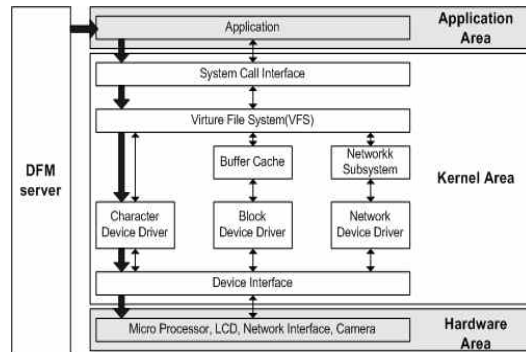 Application
Application
Area
System Call Interface
Virture File System(VFS)
Buffer Cache
Networkk
Subsystem
DFM
server
Kernel Area
Character
Device Driver
Block
Device Driver
Network
Device Driver
Device Interface
Micro Processor, LCD, Network Interface, Camera
Hardware
Area